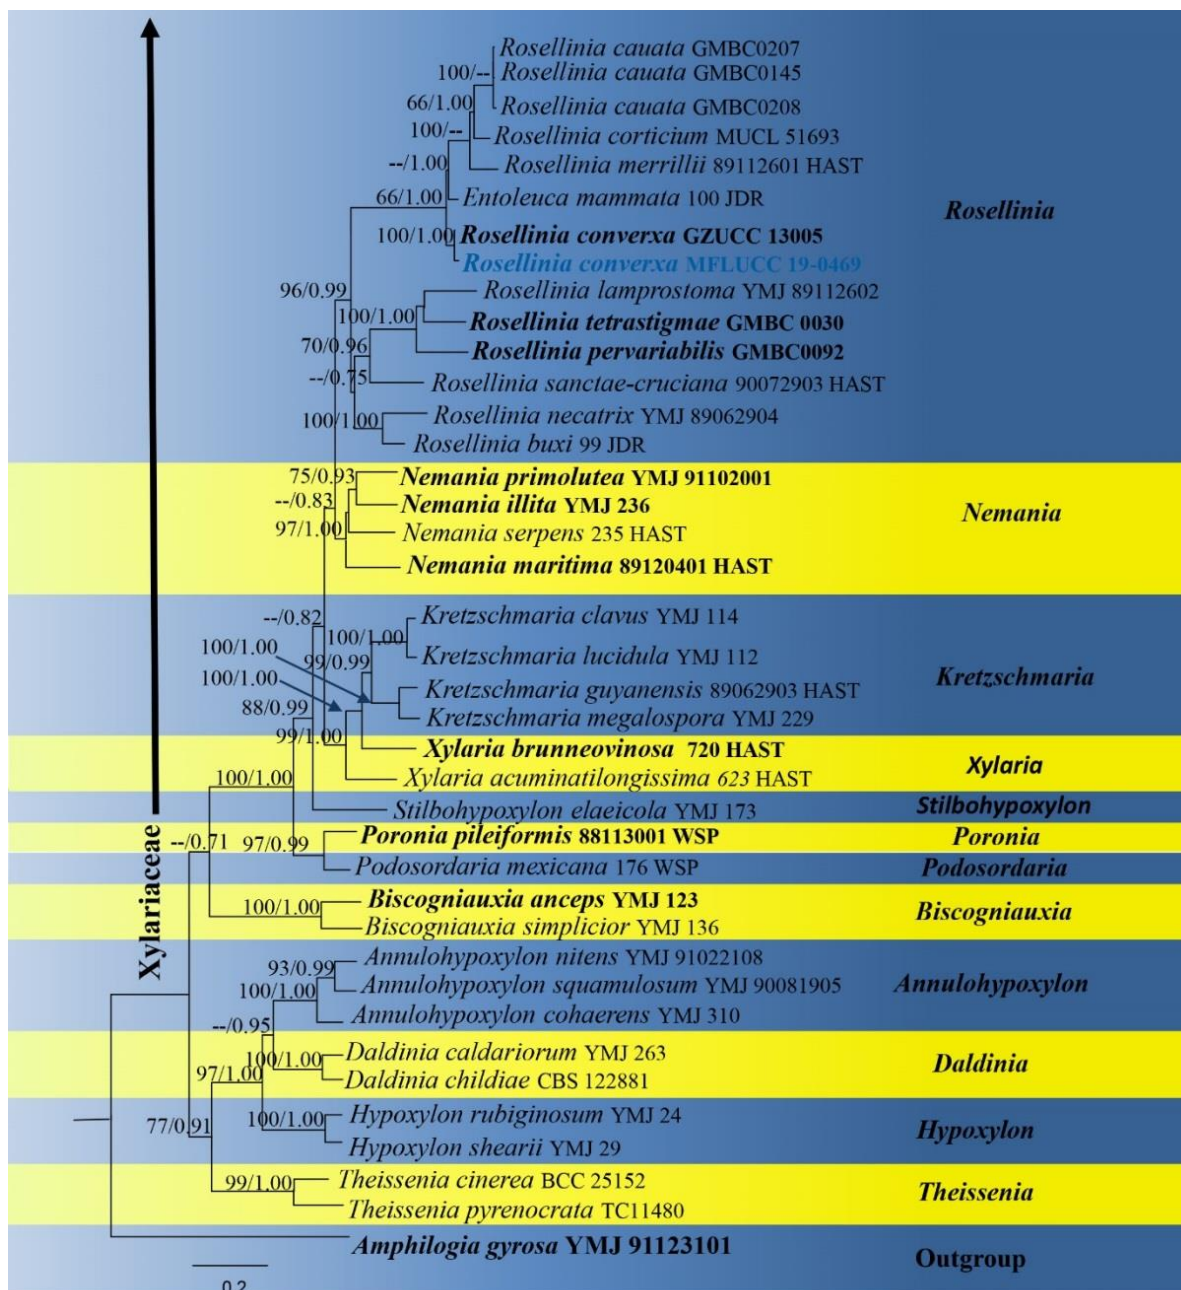 Rosellinia cauata GMBC0207
100/--
Rosellinia cauata GMBC0145
66/1.00
Rosellinia cauata GMBC0208
100/--
Rosellinia corticium MUCL 51693
--/1.00
Rosellinia merrillii 89112601 HAST
66/1.00
Entoleuca mammata 100 JDR
Rosellinia
100/1.00
Rosellinia converxa GZUCC 13005
Rosellinia converxa MFLUCC 19-0469
96/0.99
Rosellinia lamprostoma YMJ 89112602
100/1.00
Rosellinia tetrastigmae GMBC 0030
70/0.96
Rosellinia pervariabilis GMBC0092
--/0.75
Rosellinia sanctae-cruciana 90072903 HAST
100/1.00
Rosellinia necatrix YMJ 89062904
Rosellinia buxi 99 JDR
75/0.93
Nemania primolutea YMJ 91102001
--/0.83
Nemania illita YMJ 236
Nemania
97/1.00
Nemania serpens 235 HAST
Nemania maritima 89120401 HAST
--/0.82
Kretzschmaria clavus YMJ 114
100/1.00
100/1.00
Kretzschmaria lucidula YMJ 112
99/0.99
100/1.00
Kretzschmaria guyanensis 89062903 HAST
Kretzschmaria
88/0.99
Kretzschmaria megalospora YMJ 229
99/1.00
Xylaria brunneovinosa 720 HAST
Xylaria
100/1.00
Xylaria acuminatilongissima 623 HAST
Stilbohypoxylon elaeicola YMJ 173
Stilbohypoxylon
--/0.71
97/0.99
Poronia pileiformis 88113001 WSP
Poronia
Podosordaria mexicana 176 WSP
Podosordaria
Xylariaceae
100/1.00
Biscogniauxia anceps YMJ 123
Biscogniauxia
Biscogniauxia simplicior YMJ 136
93/0.99
Annulohypoxylon nitens YMJ 91022108
100/1.00
Annulohypoxylon squamulosum YMJ 90081905
Annulohypoxylon
--/0.95
Annulohypoxylon cohaerens YMJ 310
100/1.00
Daldinia caldariorum YMJ 263
Daldinia
97/1.00
Daldinia childiae CBS 122881
77/0.91
100/1.00
Hypoxylon rubiginosum YMJ 24
Hypoxylon
Hypoxylon shearii YMJ 29
99/1.00
Theissenia cinerea BCC 25152
Theissenia
Theissenia pyrenocrata TC11480
Amphilogia gyrosa YMJ 91123101
Outgroup
0.2